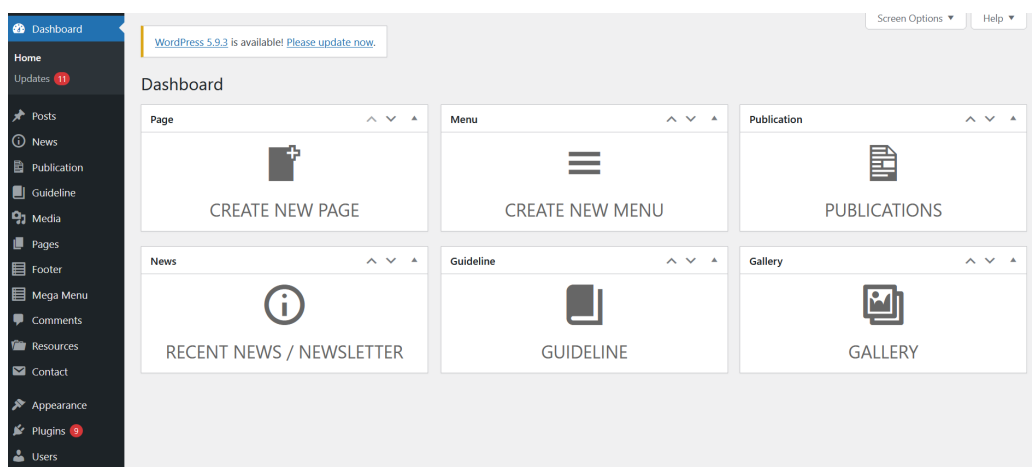 Dashboard
Home
Updates 11
Posts
News
Publication
Guideline
Media
Pages
Footer
Mega Menu
Comments
Resources
Contact
Appearance
Plugins 9
Users
Screen Options ▼
Help ▼
WordPress 5.9.3 is available! Please update now.
Dashboard
Page
CREATE NEW PAGE
Menu
CREATE NEW MENU
Publication
PUBLICATIONS
News
RECENT NEWS / NEWSLETTER
Guideline
GUIDELINE
Gallery
GALLERY